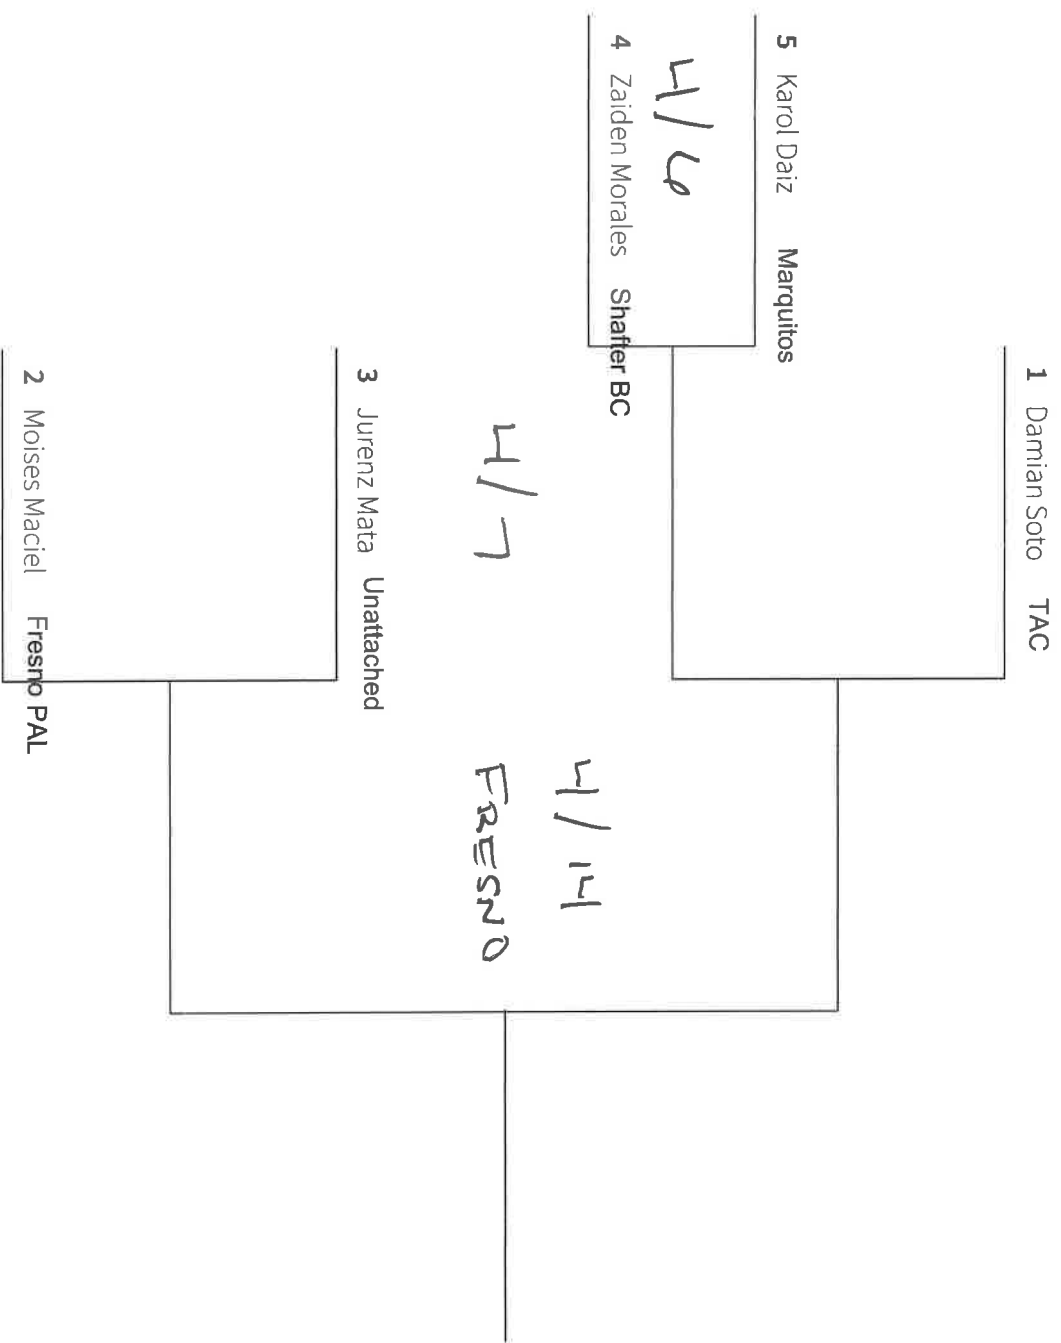 1 Damian Soto TAC
5 Karol Daiz Marquitos
4/6
4 Zaiden Morales Shafter BC
4/7
4/14
FRESNO
3 Jurenz Mata Unattached
2 Moises Maciel Fresno PAL